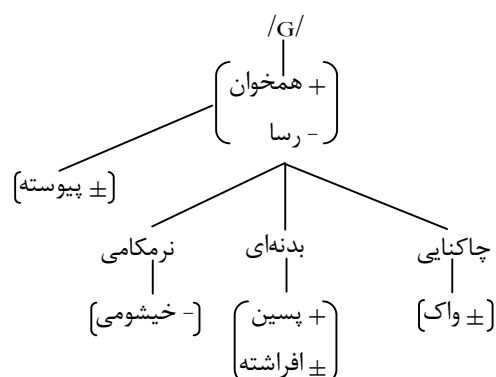 /G/
+ همخوان
- رسا
[± پیوسته]
نرمکامی بدنه‌ای چاکنایی
[- خیشومی] + پسین [± واک]
± افراشته